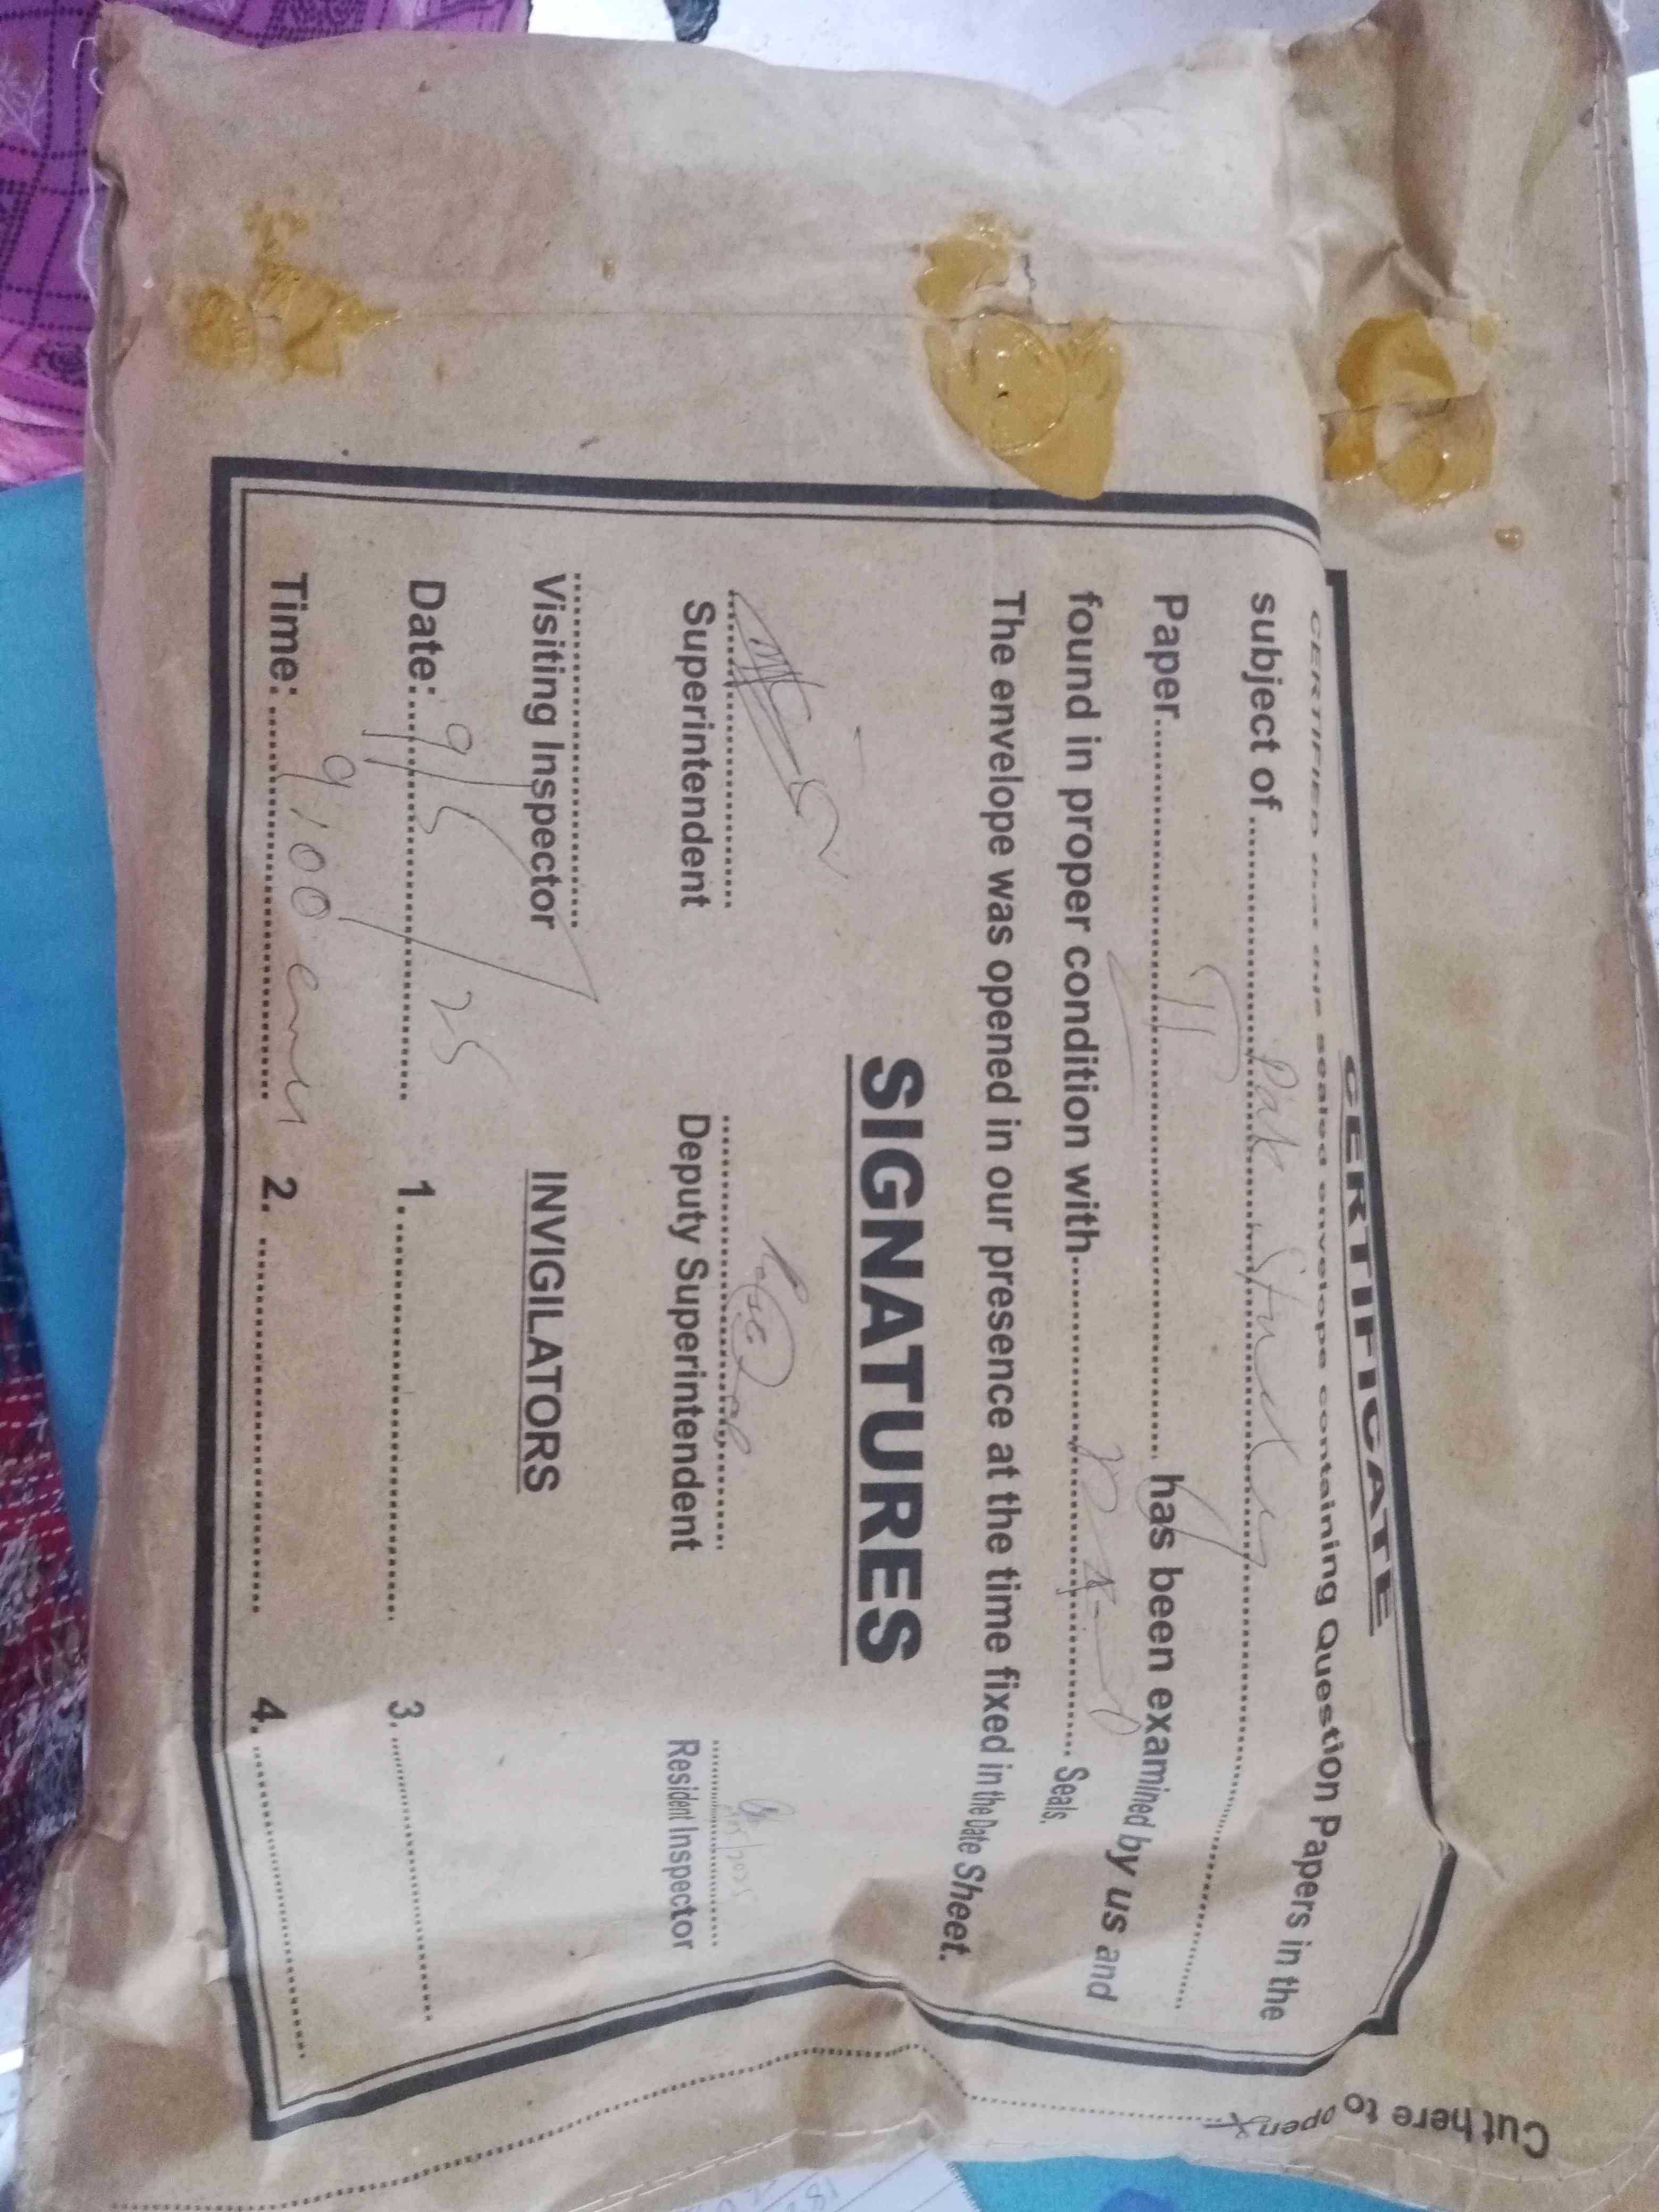 CERTIFICATE
CERTIFIED that this sealed envelope containing Question Papers in the
subject of ........ Pak Study ........
Paper ........ II ........ has been examined by us and
found in proper condition with ........ Seals.
The envelope was opened in our presence at the time fixed in the Date Sheet.
SIGNATURES
Superintendent Deputy Superintendent Resident Inspector
Visiting Inspector INVIGILATORS
Date: 9/5/25 1. ........ 3. ........
Time: 9:00 2. ........ 4. ........
Cut here to open